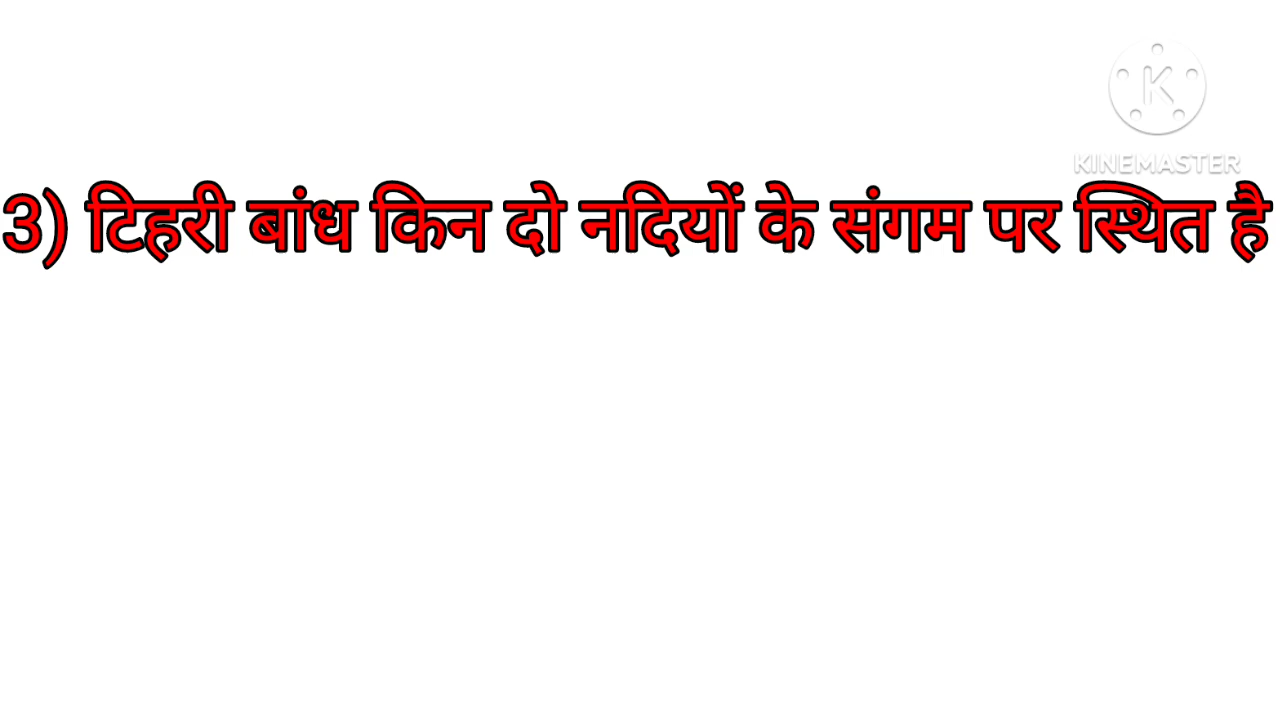 KINEMASTER
3) टिहरी बांध किन दो नदियों के संगम पर स्थित है